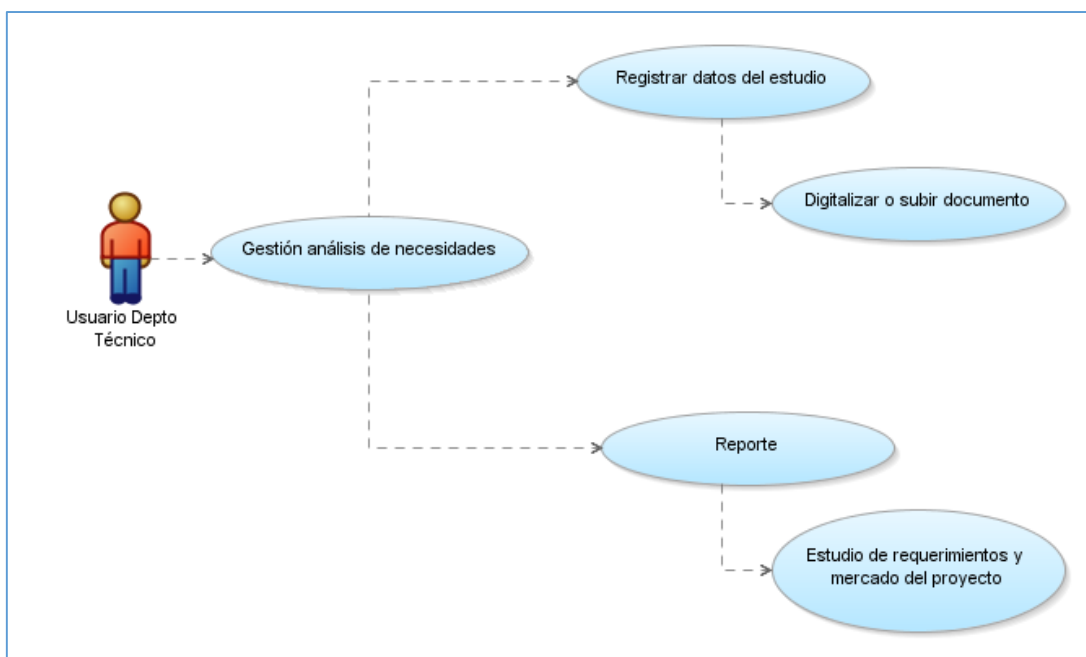 Registrar datos del estudio
Digitalizar o subir documento
Gestión análisis de necesidades
Usuario Depto
Técnico
Reporte
Estudio de requerimientos y
mercado del proyecto